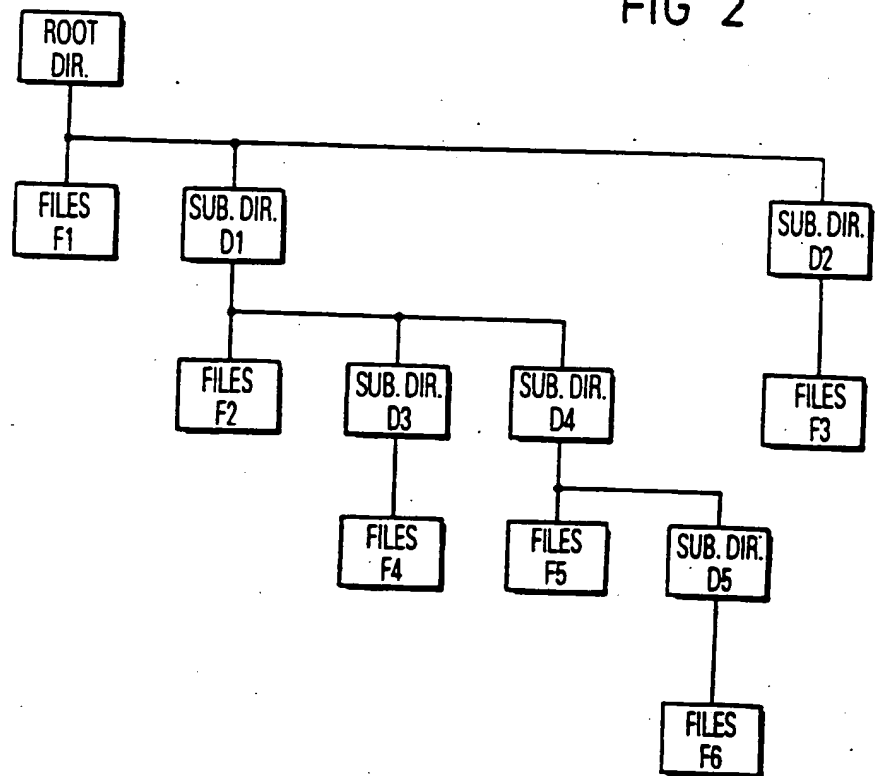 FIG 2
ROOT
DIR.
FILES
F1
SUB. DIR.
D1
SUB. DIR.
D2
FILES
F2
SUB. DIR.
D3
SUB. DIR.
D4
FILES
F3
FILES
F4
FILES
F5
SUB. DIR.
D5
FILES
F6